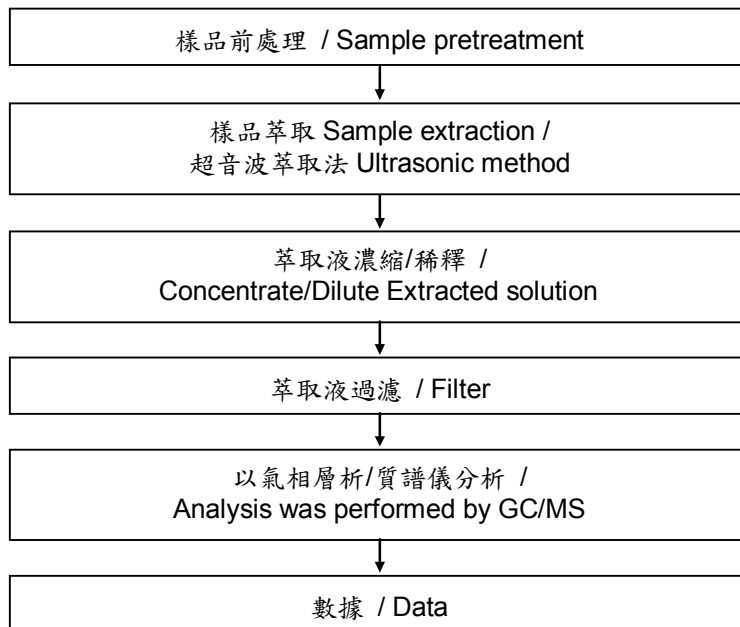 樣品前處理 / Sample pretreatment
樣品萃取 Sample extraction /
超音波萃取法 Ultrasonic method
萃取液濃縮/稀釋 /
Concentrate/Dilute Extracted solution
萃取液過濾 / Filter
以氣相層析/質譜儀分析 /
Analysis was performed by GC/MS
數據 / Data